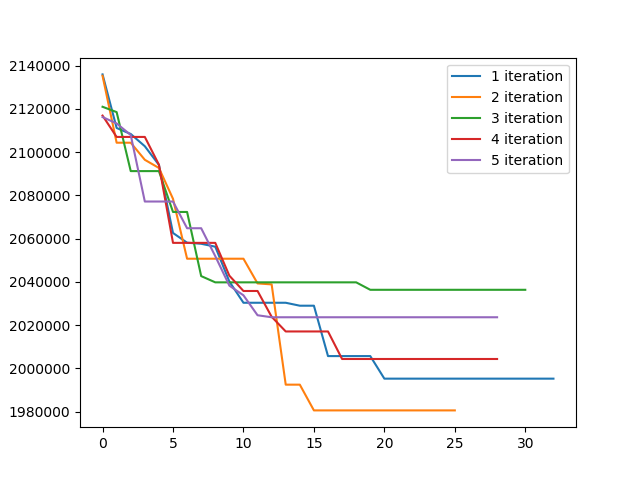 2140000
2120000
2100000
2080000
2060000
2040000
2020000
2000000
1980000
1 iteration
2 iteration
3 iteration
4 iteration
5 iteration
0 5 10 15 20 25 30